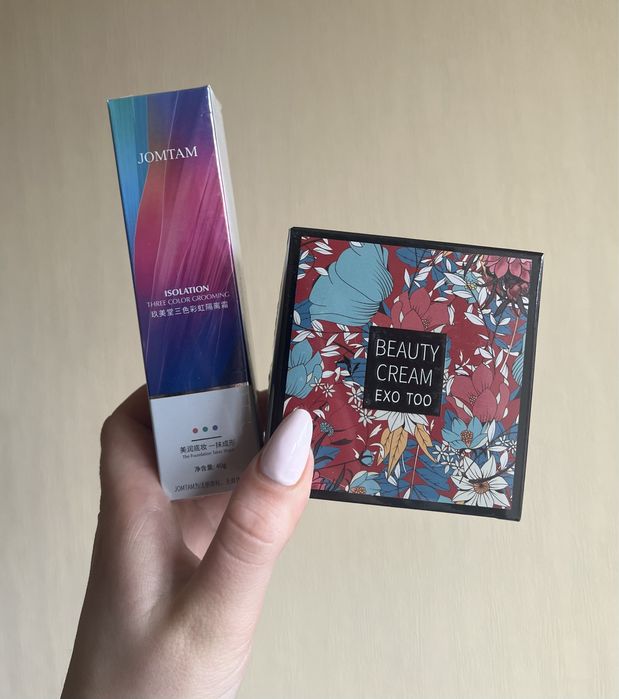 JOMTAM
ISOLATION
THREE COLOR GROOMING
玖美堂三色彩虹隔离霜
美润底妆 一抹成形
The Foundation Takes Shape
净含量: 40g
BEAUTY
CREAM
EXO TOO